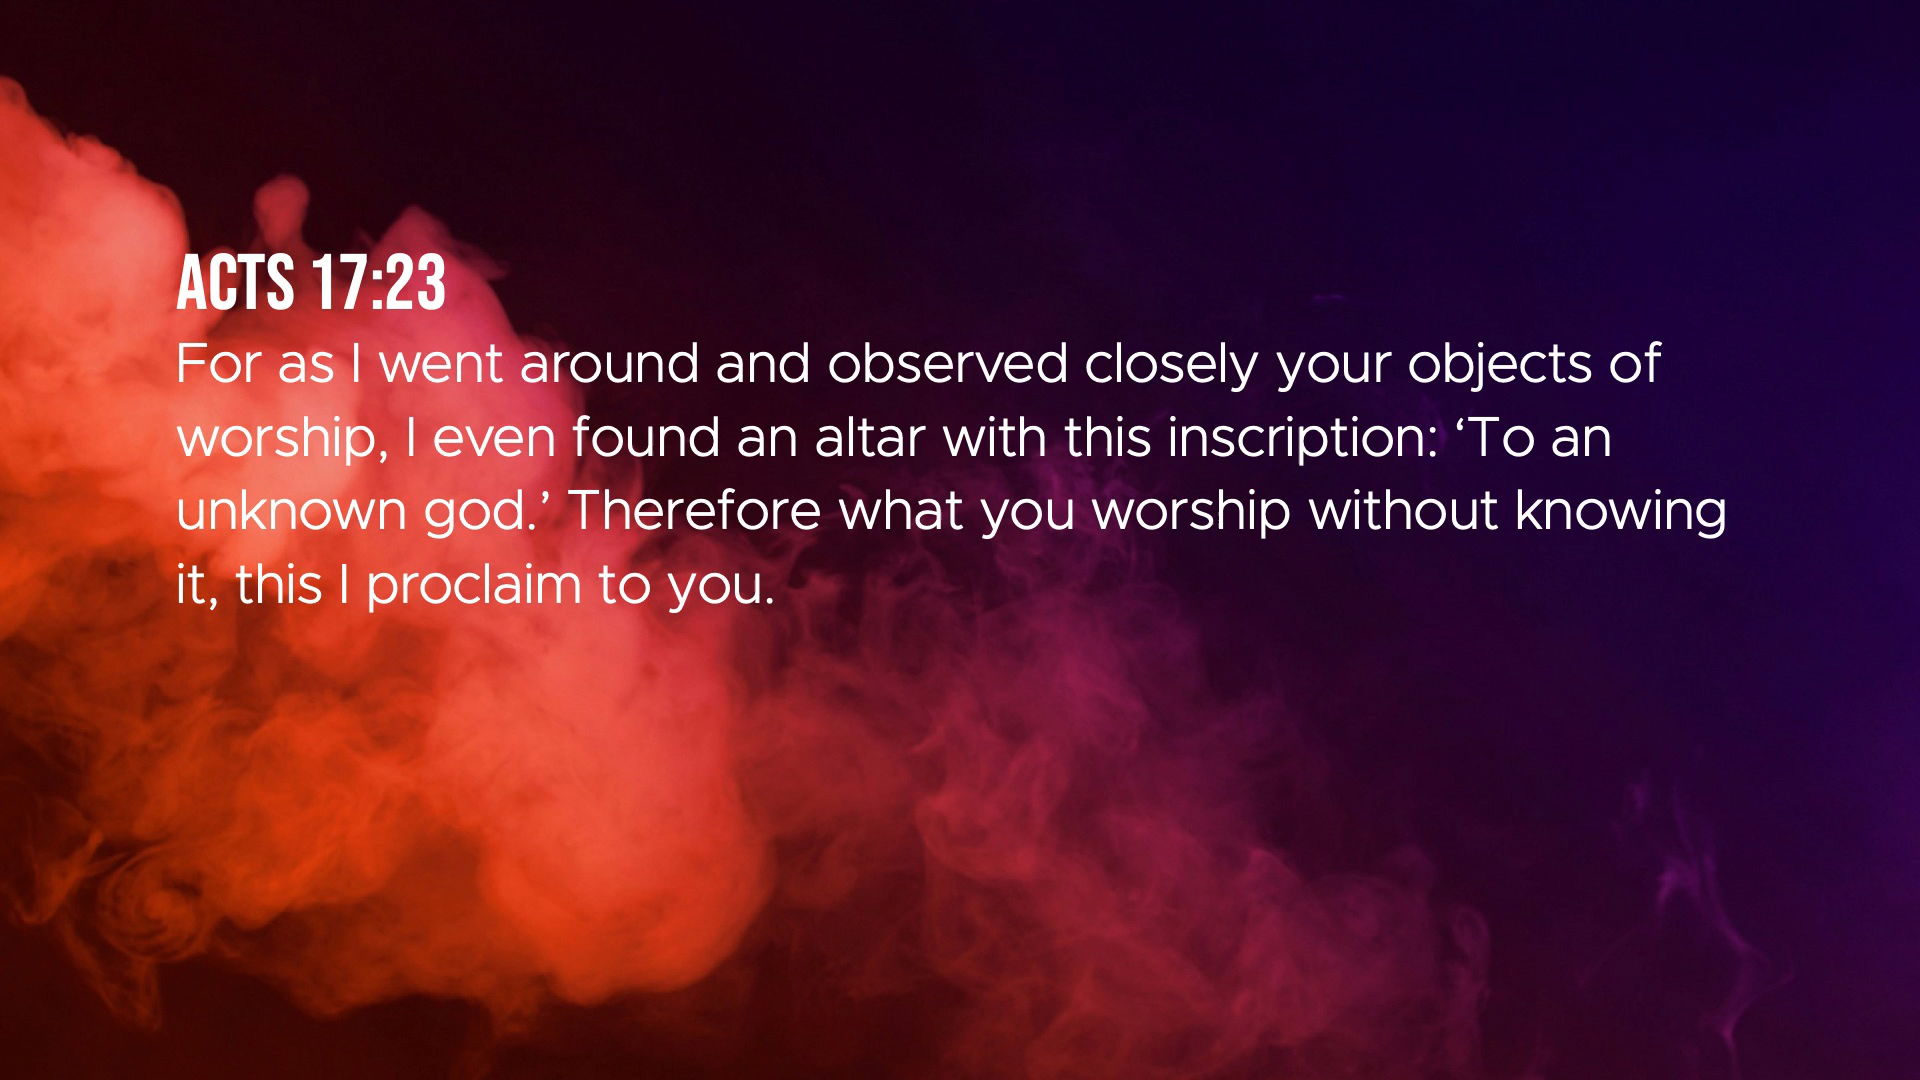 ACTS 17:23
For as I went around and observed closely your objects of
worship, I even found an altar with this inscription: ‘To an
unknown god.’ Therefore what you worship without knowing
it, this I proclaim to you.